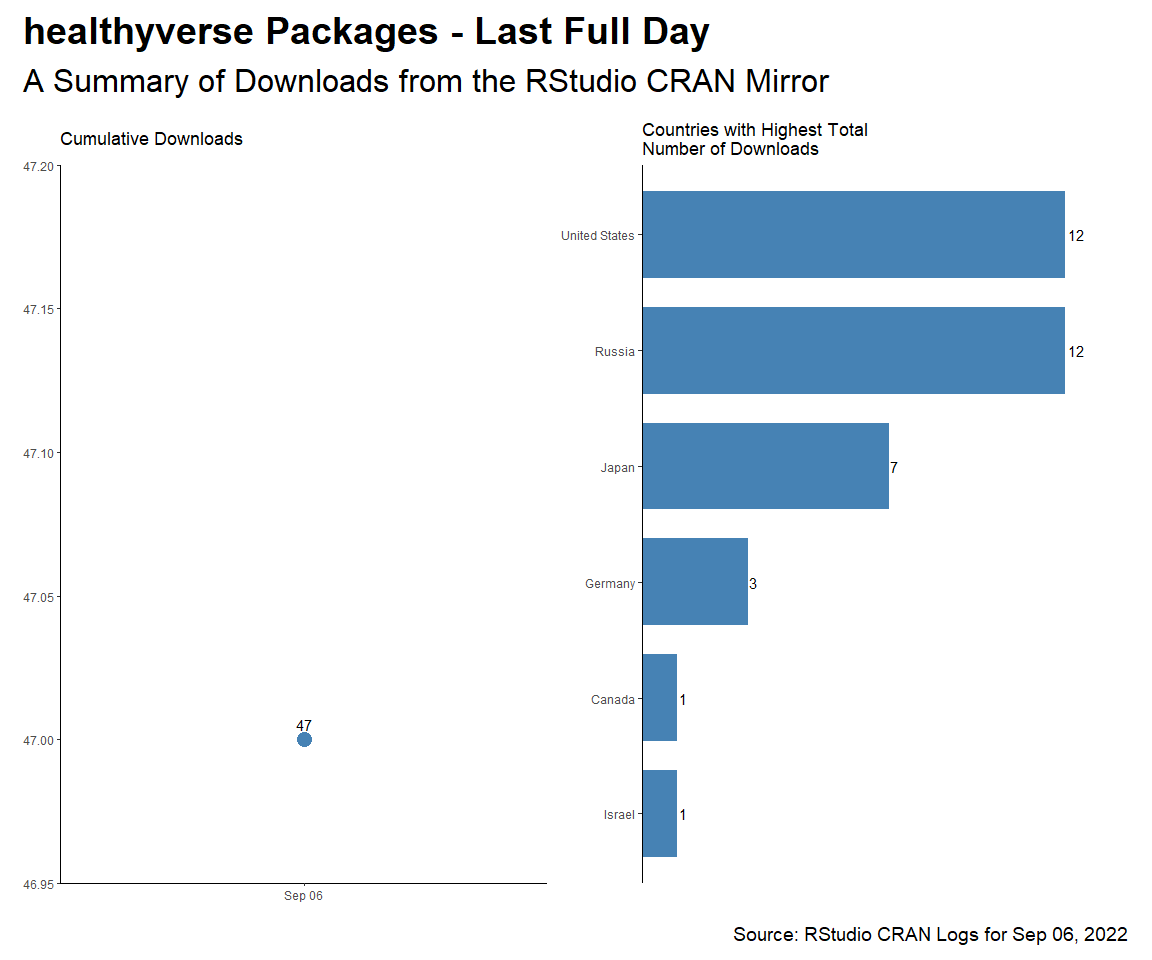 healthyverse Packages - Last Full Day
A Summary of Downloads from the RStudio CRAN Mirror
Cumulative Downloads
47.20
47.15
47.10
47.05
47.00
46.95
47
Sep 06
Countries with Highest Total
Number of Downloads
United States
12
Russia
12
Japan
7
Germany
3
Canada
1
Israel
1
Source: RStudio CRAN Logs for Sep 06, 2022